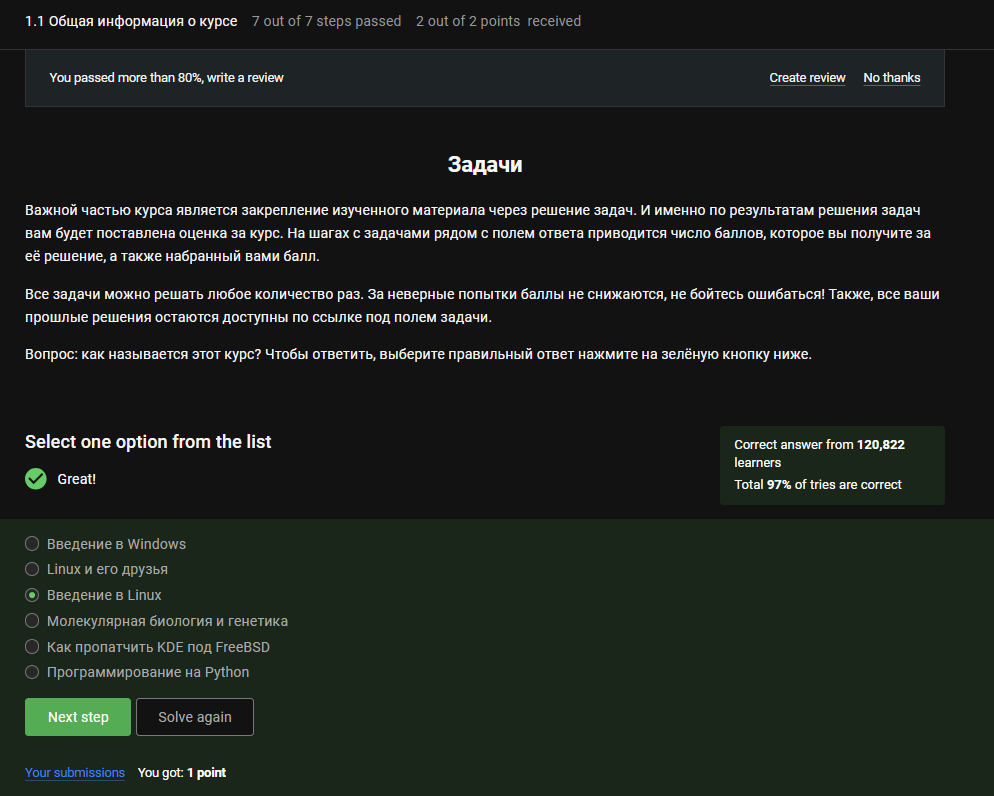 1.1 Общая информация о курсе 7 out of 7 steps passed 2 out of 2 points received
You passed more than 80%, write a review Create review No thanks
Задачи
Важной частью курса является закрепление изученного материала через решение задач. И именно по результатам решения задач
вам будет поставлена оценка за курс. На шагах с задачами рядом с полем ответа приводится число баллов, которое вы получите за
её решение, а также набранный вами балл.
Все задачи можно решать любое количество раз. За неверные попытки баллы не снижаются, не бойтесь ошибаться! Также, все ваши
прошлые решения остаются доступны по ссылке под полем задачи.
Вопрос: как называется этот курс? Чтобы ответить, выберите правильный ответ нажмите на зелёную кнопку ниже.
Select one option from the list
Great!
Correct answer from 120,822
learners
Total 97% of tries are correct
Введение в Windows
Linux и его друзья
Введение в Linux
Молекулярная биология и генетика
Как пропатчить KDE под FreeBSD
Программирование на Python
Next step Solve again
Your submissions You got: 1 point